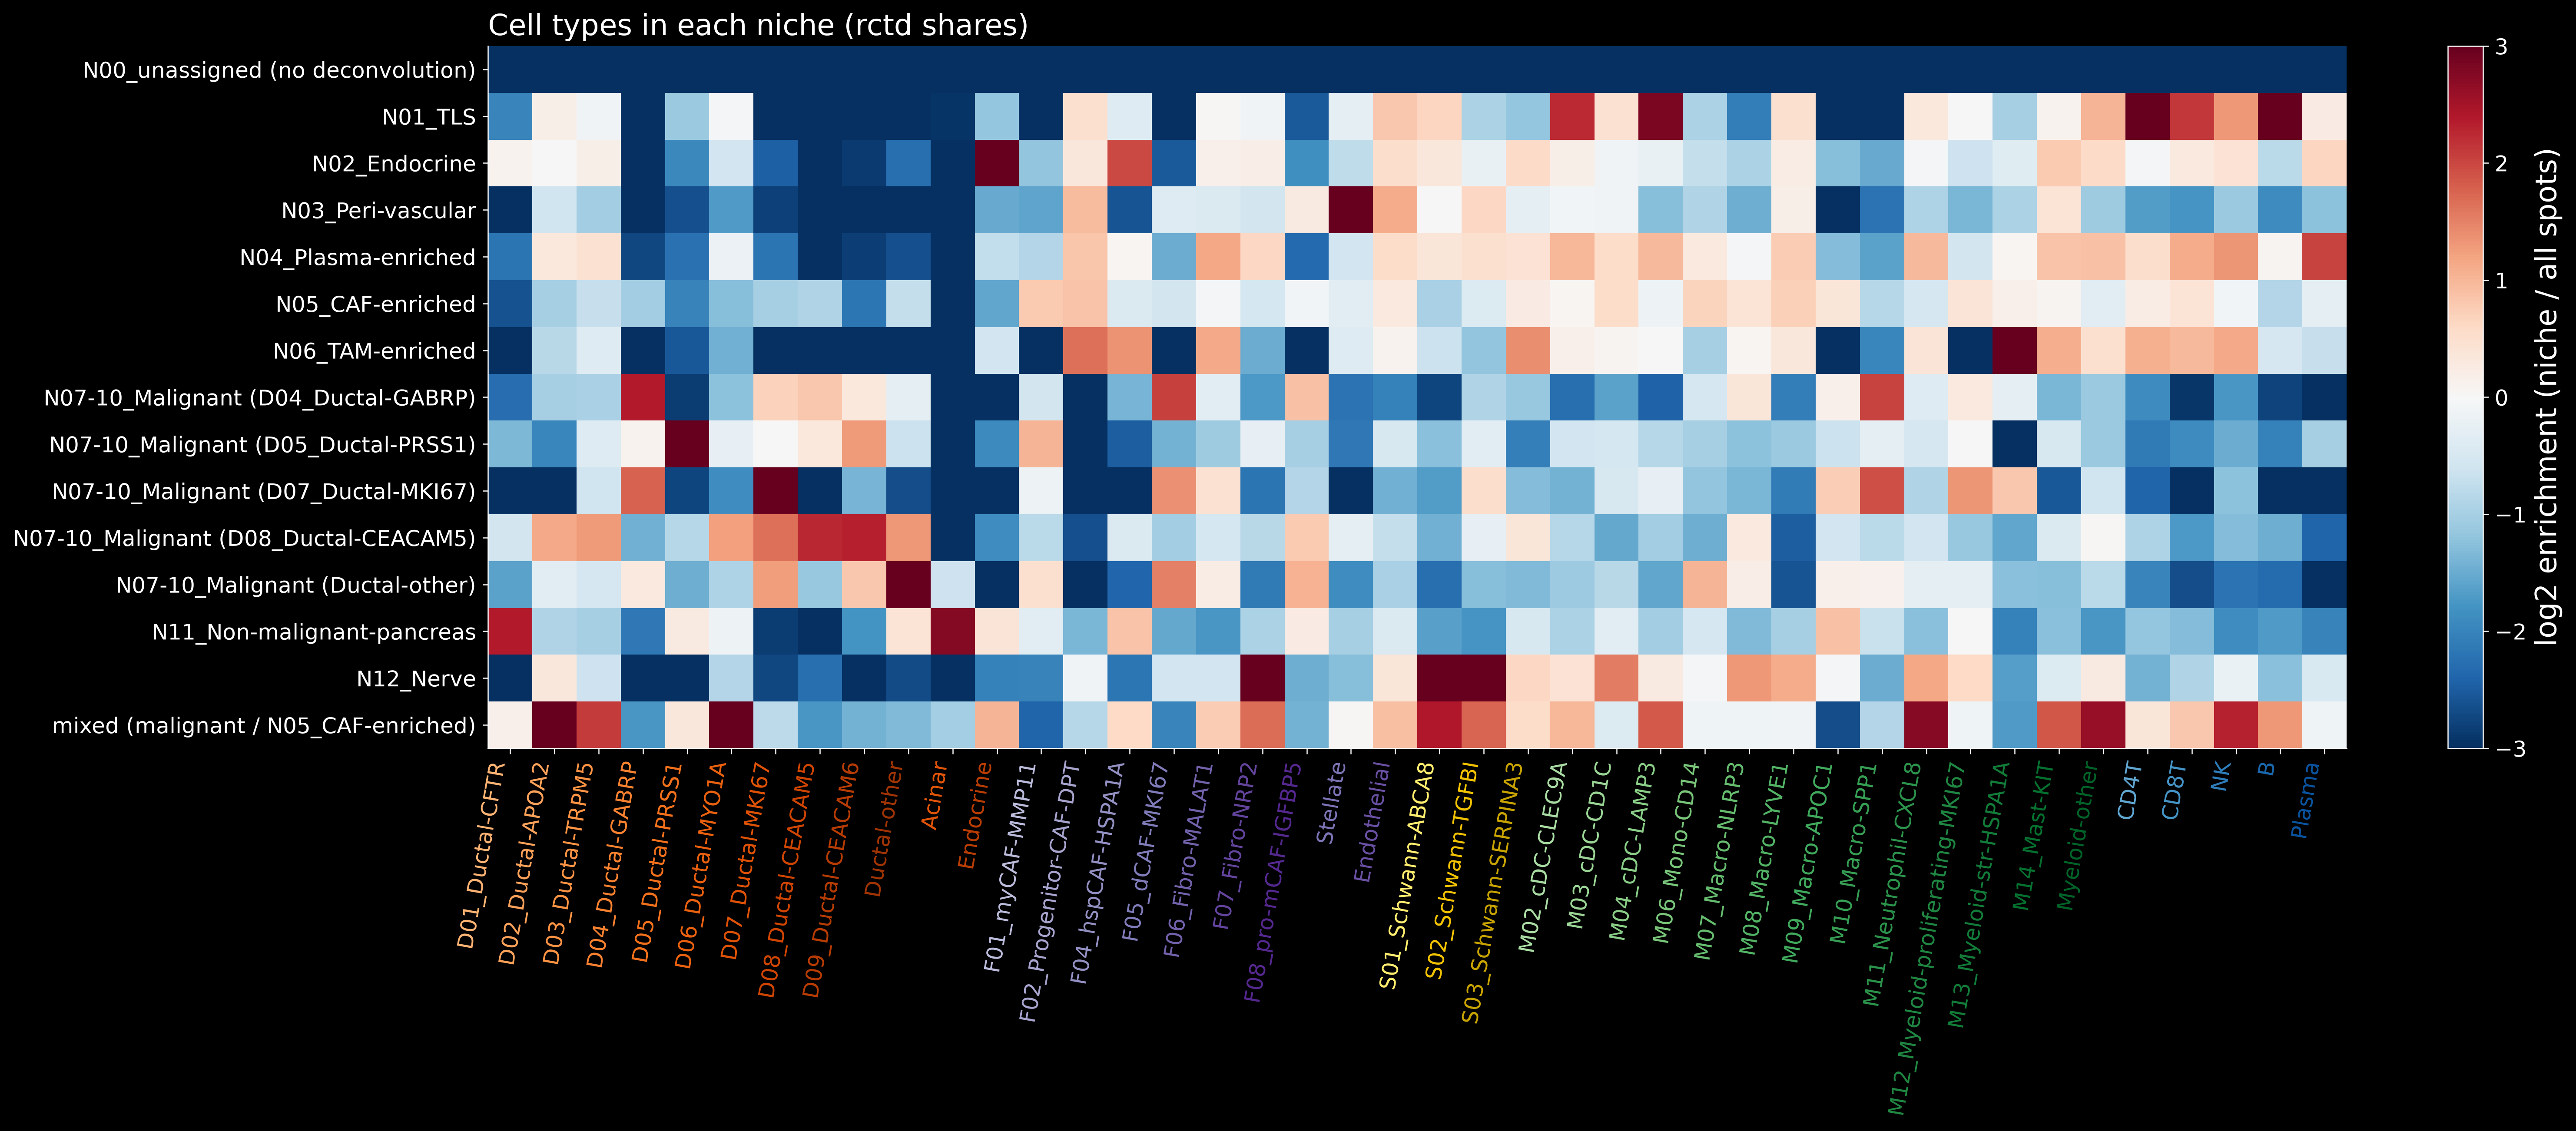 Cell types in each niche (rctd shares)
N00_unassigned (no deconvolution)
N01_TLS
N02_Endocrine
N03_Peri-vascular
N04_Plasma-enriched
N05_CAF-enriched
N06_TAM-enriched
N07-10_Malignant (D04_Ductal-GABRP)
N07-10_Malignant (D05_Ductal-PRSS1)
N07-10_Malignant (D07_Ductal-MKI67)
N07-10_Malignant (D08_Ductal-CEACAM5)
N07-10_Malignant (Ductal-other)
N11_Non-malignant-pancreas
N12_Nerve
mixed (malignant / N05_CAF-enriched)
D01_Ductal-CFTR
D02_Ductal-APOA2
D03_Ductal-TRPM5
D04_Ductal-GABRP
D05_Ductal-PRSS1
D06_Ductal-MYO1A
D07_Ductal-MKI67
D08_Ductal-CEACAM5
D09_Ductal-CEACAM6
Ductal-other
Acinar
Endocrine
F01_myCAF-MMP11
F02_Progenitor-CAF-DPT
F04_hspCAF-HSPA1A
F05_dCAF-MKI67
F06_Fibro-MALAT1
F07_Fibro-NRP2
F08_pro-mCAF-IGFBP5
Stellate
Endothelial
S01_Schwann-ABCA8
S02_Schwann-TGFBI
S03_Schwann-SERPINA3
M02_cDC-CLEC9A
M03_cDC-CD1C
M04_cDC-LAMP3
M06_Mono-CD14
M07_Macro-NLRP3
M08_Macro-LYVE1
M09_Macro-APOC1
M10_Macro-SPP1
M11_Neutrophil-CXCL8
M12_Myeloid-proliferating-MKI67
M13_Myeloid-str-HSPA1A
M14_Mast-KIT
Myeloid-other
CD4T
CD8T
NK
B
Plasma
3
2
1
0
−1
−2
−3
log2 enrichment (niche / all spots)